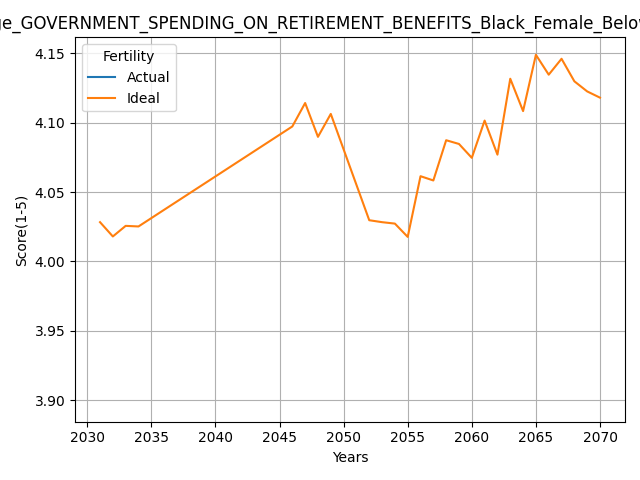 ge_GOVERNMENT_SPENDING_ON_RETIREMENT_BENEFITS_Black_Female_Belo
Fertility
Actual
Ideal
Score(1-5)
4.15
4.10
4.05
4.00
3.95
3.90
2030 2035 2040 2045 2050 2055 2060 2065 2070
Years